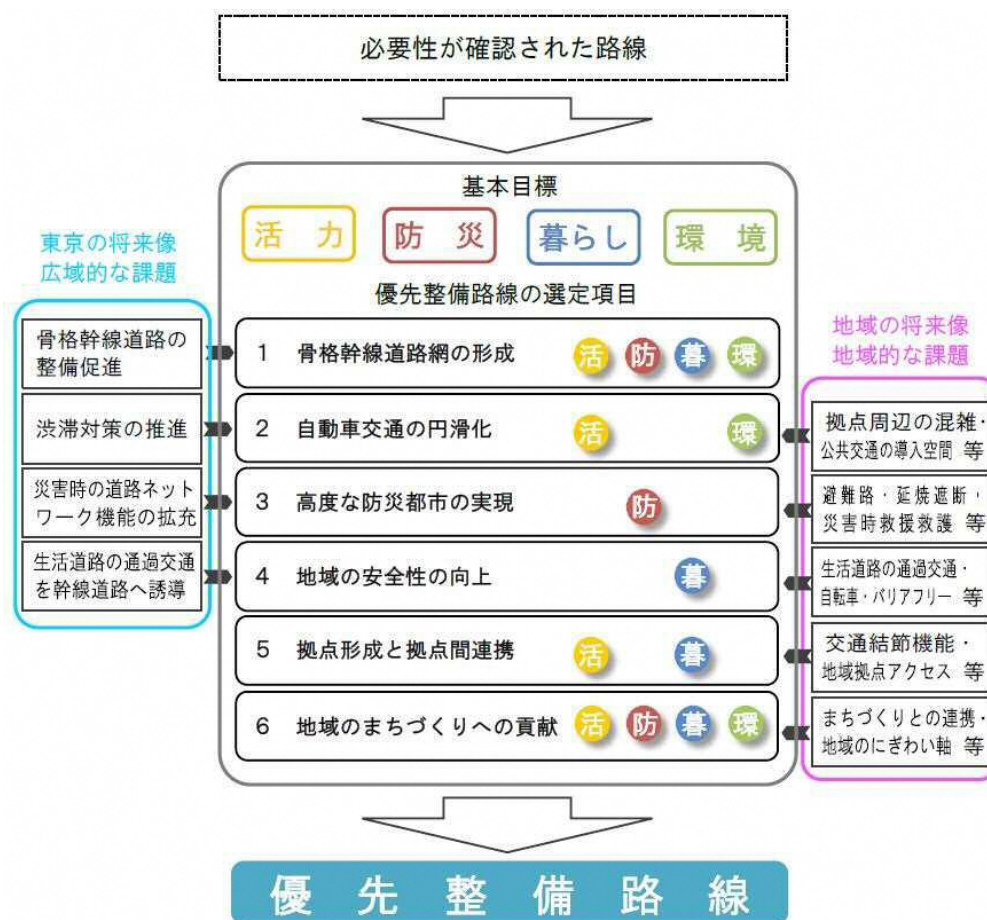 必要性が確認された路線
基本目標
活 力
防 災
暮らし
環 境
優先整備路線の選定項目
東京の将来像
広域的な課題
骨格幹線道路の
整備促進
渋滞対策の推進
災害時の道路ネット
ワーク機能の拡充
生活道路の通過交通
を幹線道路へ誘導
1 骨格幹線道路網の形成 活 防 暮 環
2 自動車交通の円滑化 活 環
3 高度な防災都市の実現 防
4 地域の安全性の向上 暮
5 拠点形成と拠点間連携 活 暮
6 地域のまちづくりへの貢献 活 防 暮 環
地域の将来像
地域的な課題
拠点周辺の混雑・
公共交通の導入空間 等
避難路・延焼遮断・
災害時救援救護 等
生活道路の通過交通・
自転車・バリアフリー 等
交通結節機能・
地域拠点アクセス 等
まちづくりとの連携・
地域のにぎわい軸 等
優先整備路線